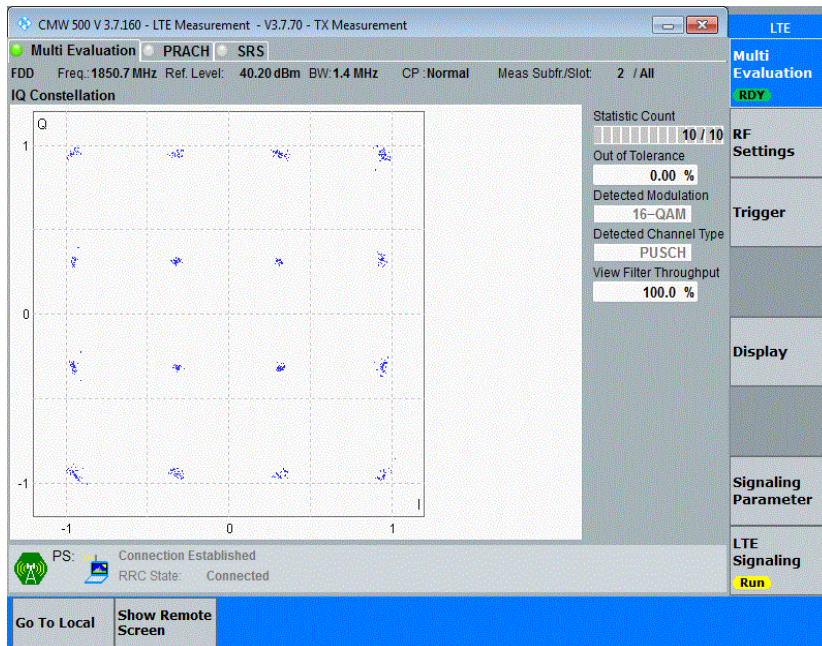 CMW 500 V 3.7.160 - LTE Measurement - V3.7.70 - TX Measurement
LTE
Multi Evaluation PRACH SRS
FDD Freq.: 1850.7 MHz Ref. Level: 40.20 dBm BW: 1.4 MHz CP : Normal Meas Subfr./Slot: 2 / All
IQ Constellation
Q
1
0
-1
I
-1 0 1
Statistic Count
10 / 10
Out of Tolerance
0.00 %
Detected Modulation
16-QAM
Detected Channel Type
PUSCH
View Filter Throughput
100.0 %
Multi
Evaluation
RDY
RF
Settings
Trigger
Display
Signaling
Parameter
LTE
Signaling
Run
PS: Connection Established
RRC State: Connected
Go To Local
Show Remote
Screen